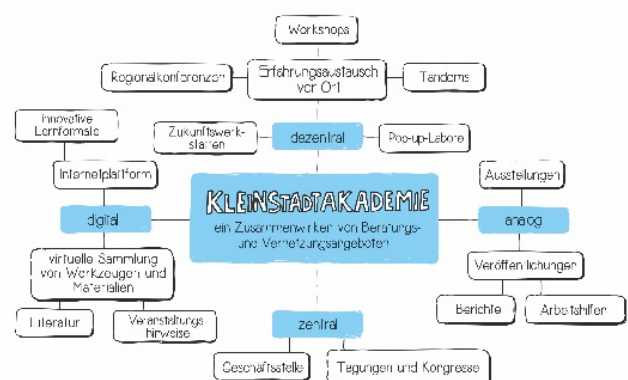 Workshops
Regionalkonferenzen
Erfahrungsaustausch
vor Ort
Tandems
innovative
Lernformate
Zukunftswerk-
stätten
dezentral
Pop-up-Labore
Internetplattform
Ausstellungen
KLEINSTADTAKADEMIE
ein Zusammenwirken von Beratungs-
und Vernetzungsangeboten
digital
analog
virtuelle Sammlung
von Werkzeugen und
Materialien
Veröffentlichungen
Literatur
Veranstaltungs
hinweise
Berichte
Arbeitshilfen
zentral
Geschäftsstelle
Tagungen und Kongresse